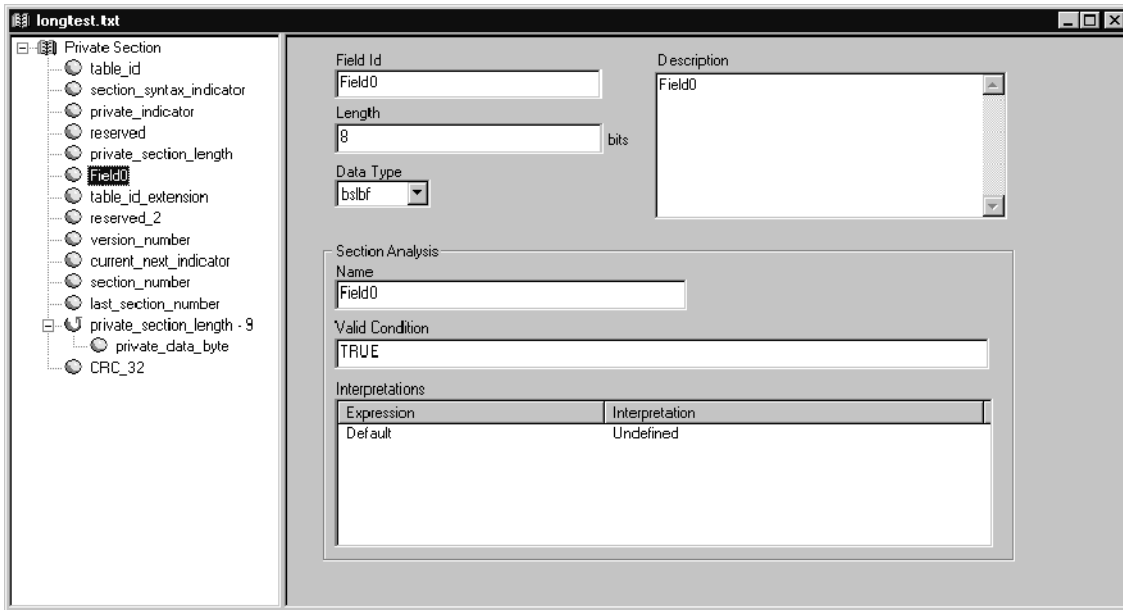 longtest.txt
Private Section
table_id
section_syntax_indicator
private_indicator
reserved
private_section_length
Field0
table_id_extension
reserved_2
version_number
current_next_indicator
section_number
last_section_number
private_section_length - 9
private_data_byte
CRC_32
Field Id
Field0
Length
8 bits
Data Type
bslbf
Description
Field0
Section Analysis
Name
Field0
Valid Condition
TRUE
Interpretations
Expression Interpretation
Default Undefined